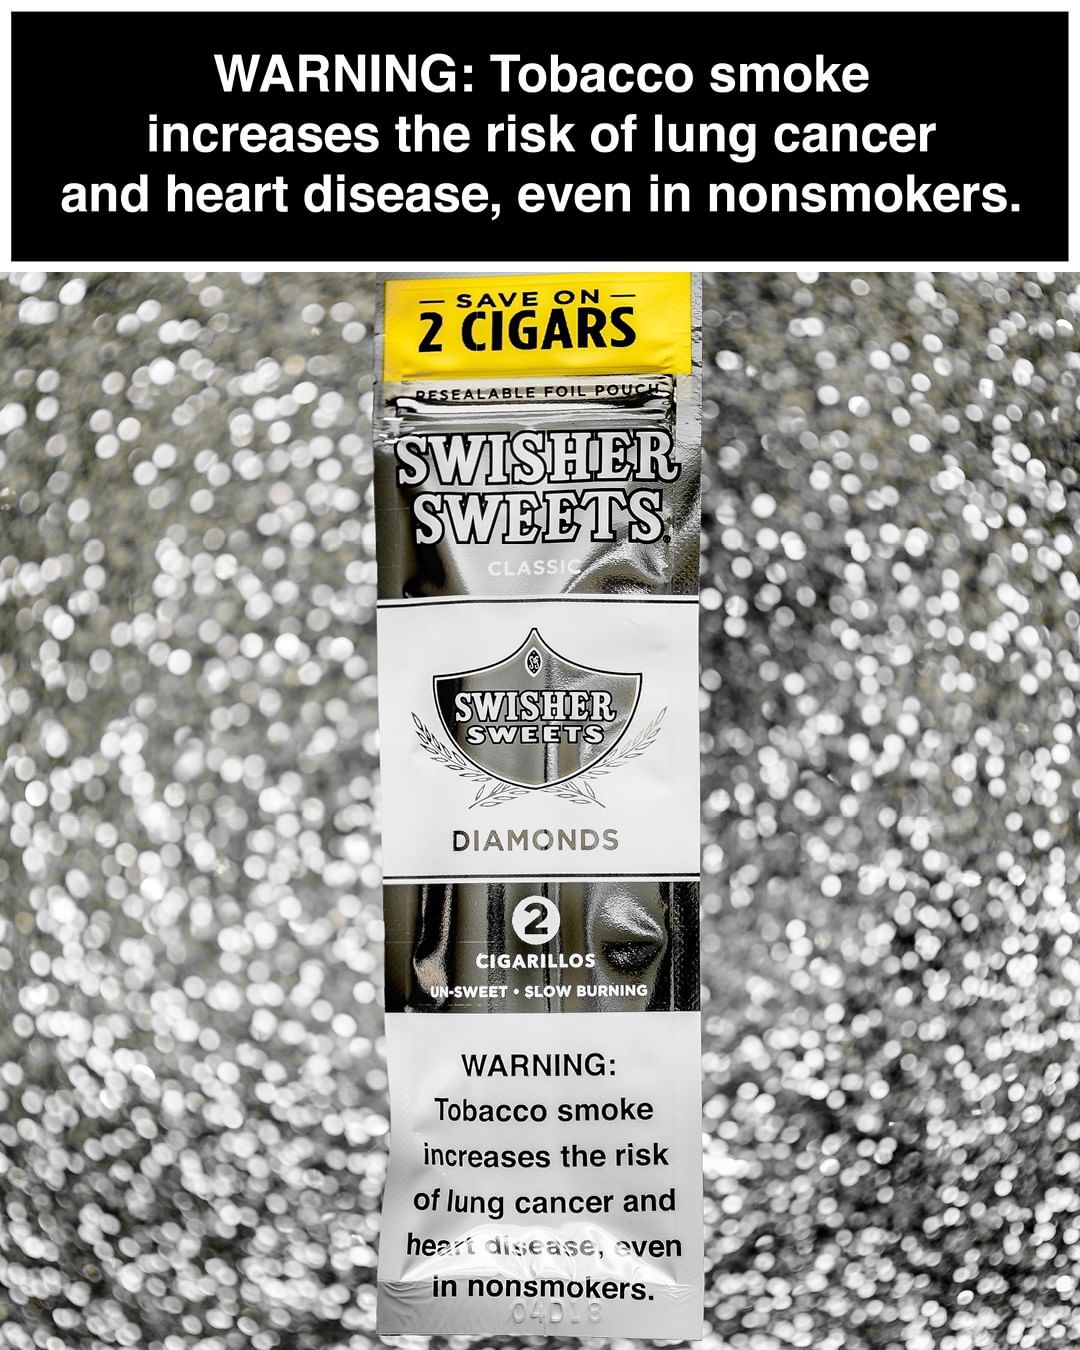 WARNING: Tobacco smoke
increases the risk of lung cancer
and heart disease, even in nonsmokers.
— SAVE ON —
2 CIGARS
RESEALABLE FOIL POUCH
SWISHER
SWEETS®
CLASSIC
SS
SWISHER
SWEETS
DIAMONDS
2
CIGARILLOS
UN-SWEET • SLOW BURNING
WARNING:
Tobacco smoke
increases the risk
of lung cancer and
heart disease, even
in nonsmokers.
04D18